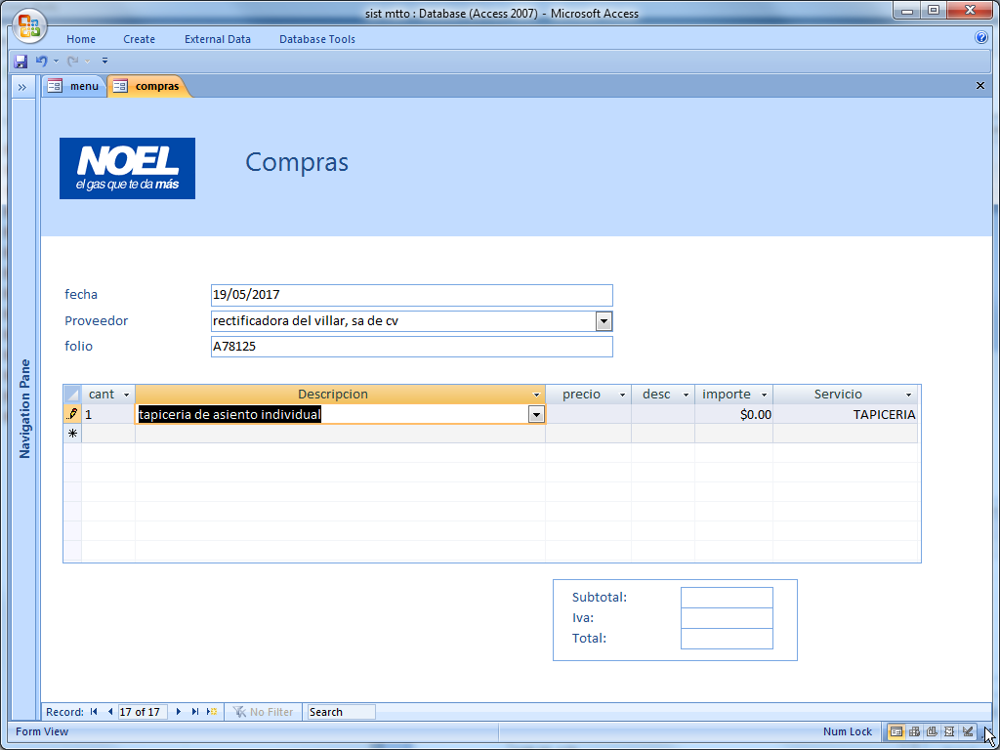 sist mtto : Database (Access 2007) - Microsoft Access
Home Create External Data Database Tools
menu compras
NOEL
el gas que te da más
Compras
fecha 19/05/2017
Proveedor rectificadora del villar, sa de cv
folio A78125
Navigation Pane
cant Descripcion precio desc importe Servicio
1 tapiceria de asiento individual $0.00 TAPICERIA
Subtotal:
Iva:
Total:
Record: 17 of 17 No Filter Search
Form View Num Lock